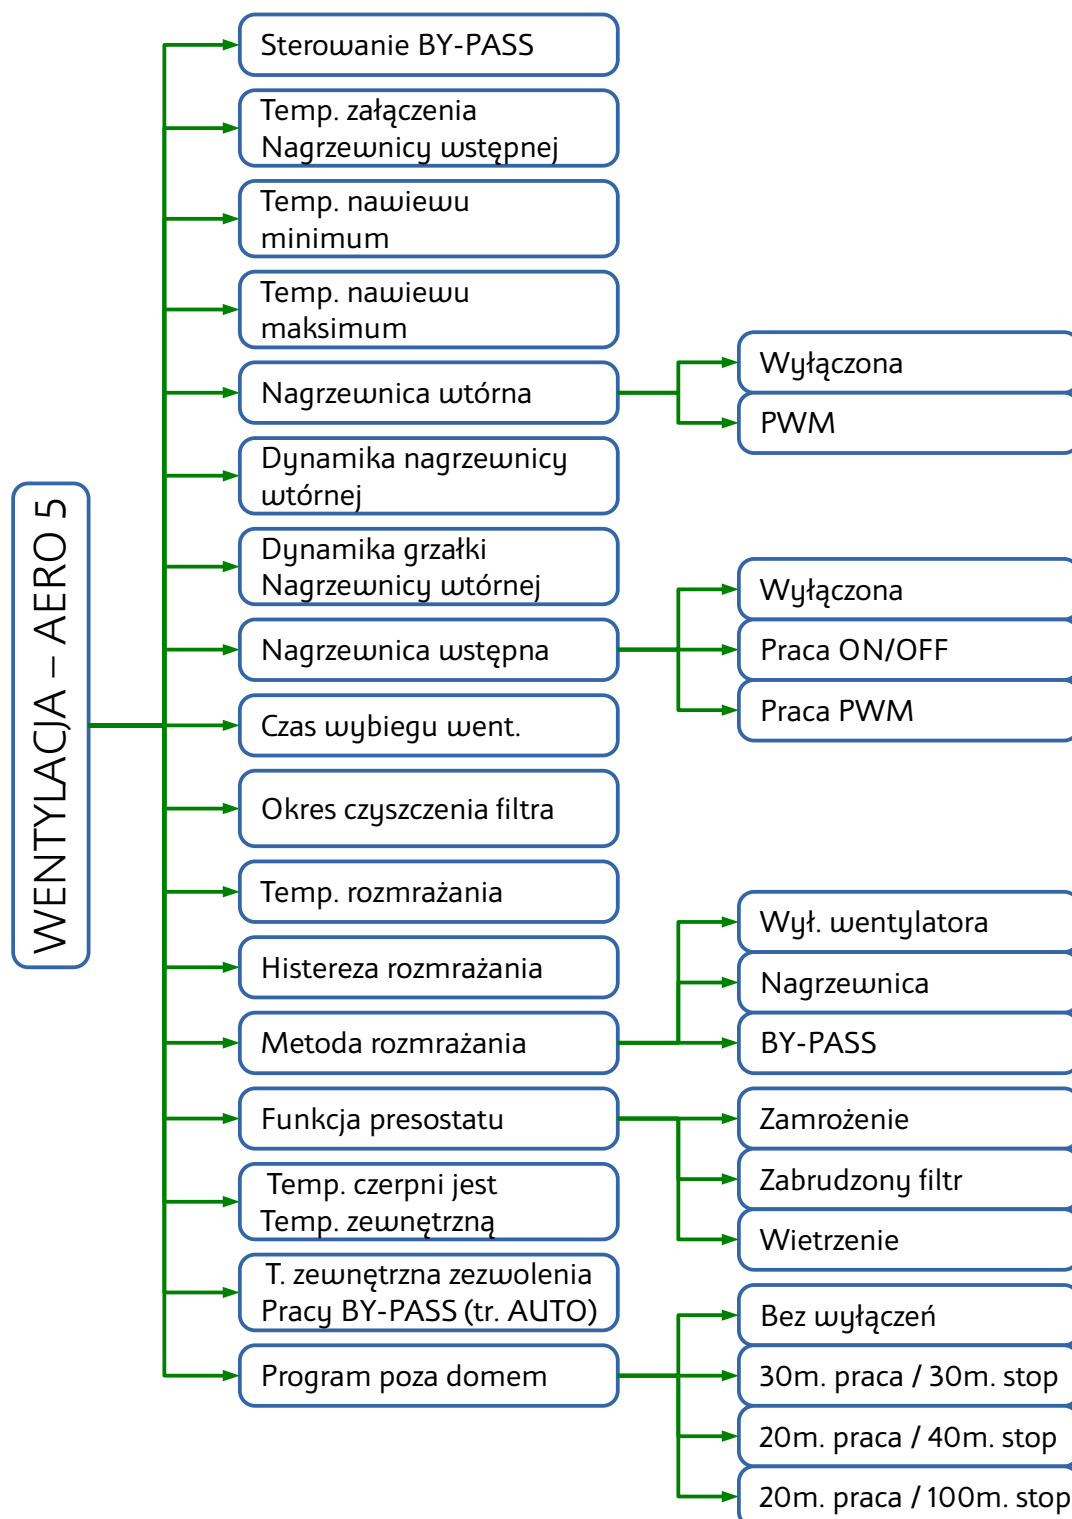 WENTYLACJA – AERO 5
Sterowanie BY-PASS
Temp. załączenia
Nagrzewnicy wstępnej
Temp. nawiewu
minimum
Temp. nawiewu
maksimum
Nagrzewnica wtórna
Wyłączona
PWM
Dynamika nagrzewnicy
wtórnej
Dynamika grzałki
Nagrzewnicy wtórnej
Nagrzewnica wstępna
Wyłączona
Praca ON/OFF
Praca PWM
Czas wybiegu went.
Okres czyszczenia filtra
Temp. rozmrażania
Histereza rozmrażania
Metoda rozmrażania
Wył. wentylatora
Nagrzewnica
BY-PASS
Funkcja presostatu
Zamrożenie
Zabrudzony filtr
Wietrzenie
Temp. czerpni jest
Temp. zewnętrzną
T. zewnętrzna zezwolenia
Pracy BY-PASS (tr. AUTO)
Program poza domem
Bez wyłączeń
30m. praca / 30m. stop
20m. praca / 40m. stop
20m. praca / 100m. stop